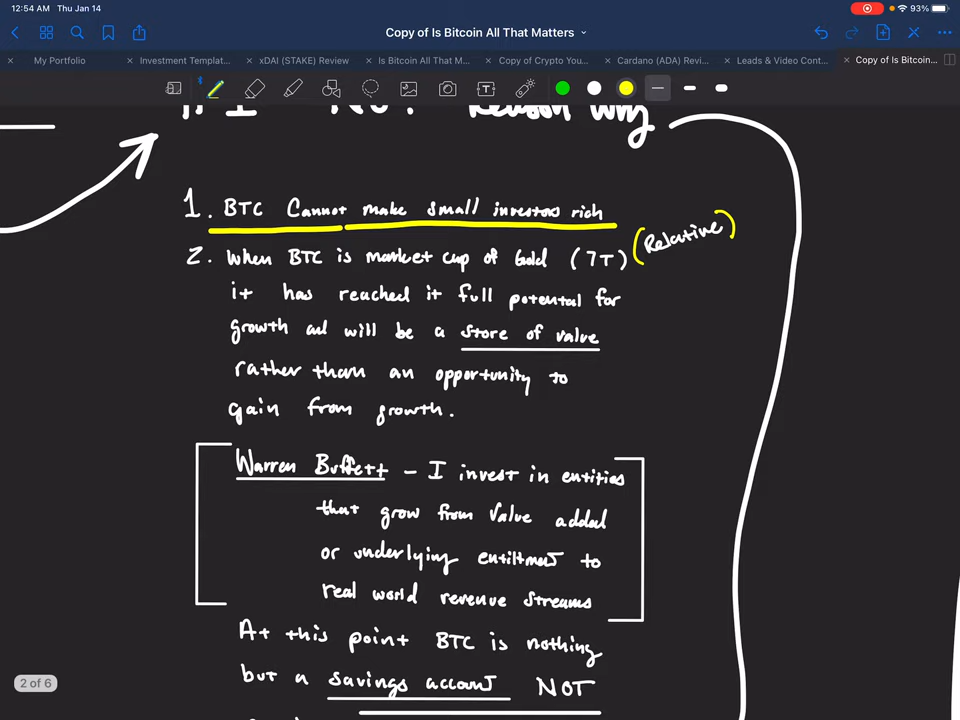 12:54 AM Thu Jan 14
93%
Copy of Is Bitcoin All That Matters
My Portfolio
Investment Templat...
xDAI (STAKE) Review
Is Bitcoin All That M...
Copy of Crypto You...
Cardano (ADA) Revi...
Leads & Video Cont...
Copy of Is Bitcoin...
Reason Why
1. BTC Cannot make small investors rich
(Relative)
2. When BTC is market cup of Gold (7T)
it has reached it full potential for
growth ad will be a store of value
rather than an opportunity to
gain from growth.
Warren Buffett - I invest in entities
that grow from value added
or underlying entiltment to
real world revenue streams
At this point BTC is nothing
but a savings account NOT
2 of 6